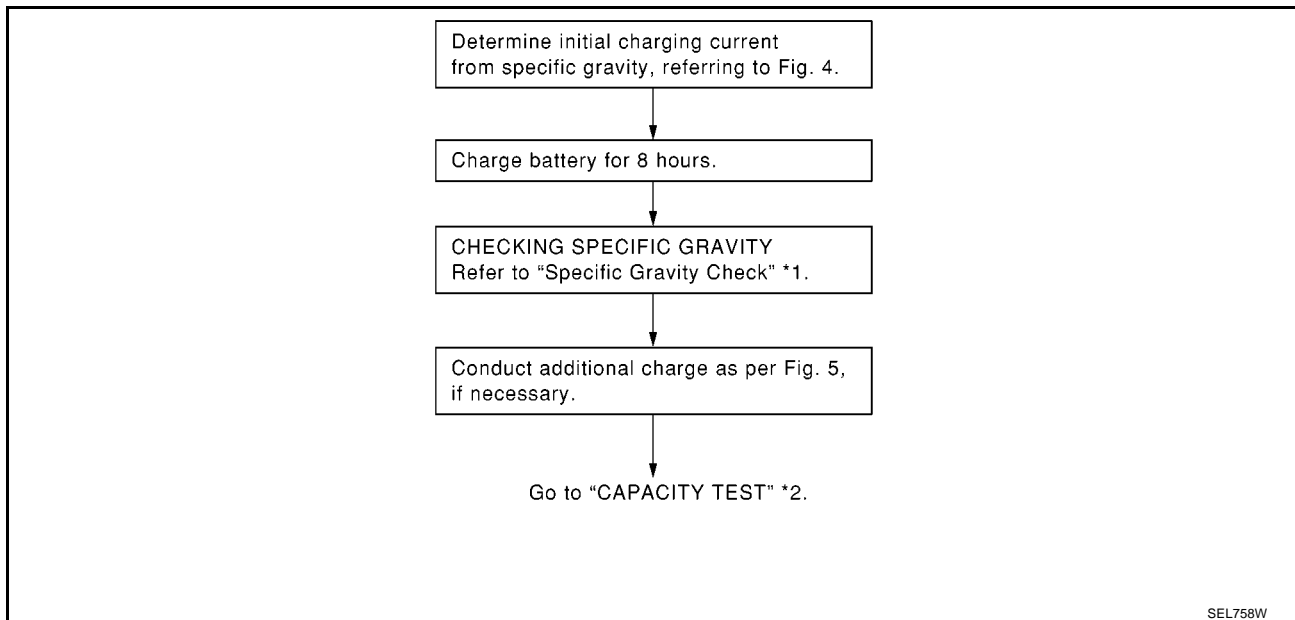 Determine initial charging current
from specific gravity, referring to Fig. 4.
Charge battery for 8 hours.
CHECKING SPECIFIC GRAVITY
Refer to “Specific Gravity Check” *1.
Conduct additional charge as per Fig. 5,
if necessary.
Go to “CAPACITY TEST” *2.
SEL758W